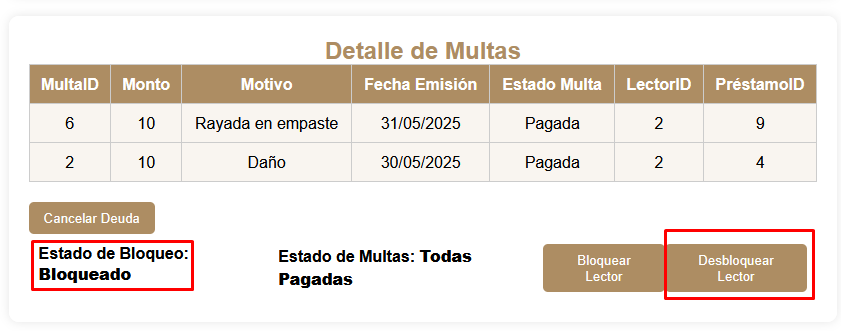 Detalle de Multas
MultaID Monto Motivo Fecha Emisión Estado Multa LectorID PréstamoID
6 10 Rayada en empaste 31/05/2025 Pagada 2 9
2 10 Daño 30/05/2025 Pagada 2 4
Cancelar Deuda
Estado de Bloqueo:
Bloqueado
Estado de Multas: Todas
Pagadas
Bloquear
Lector
Desbloquear
Lector